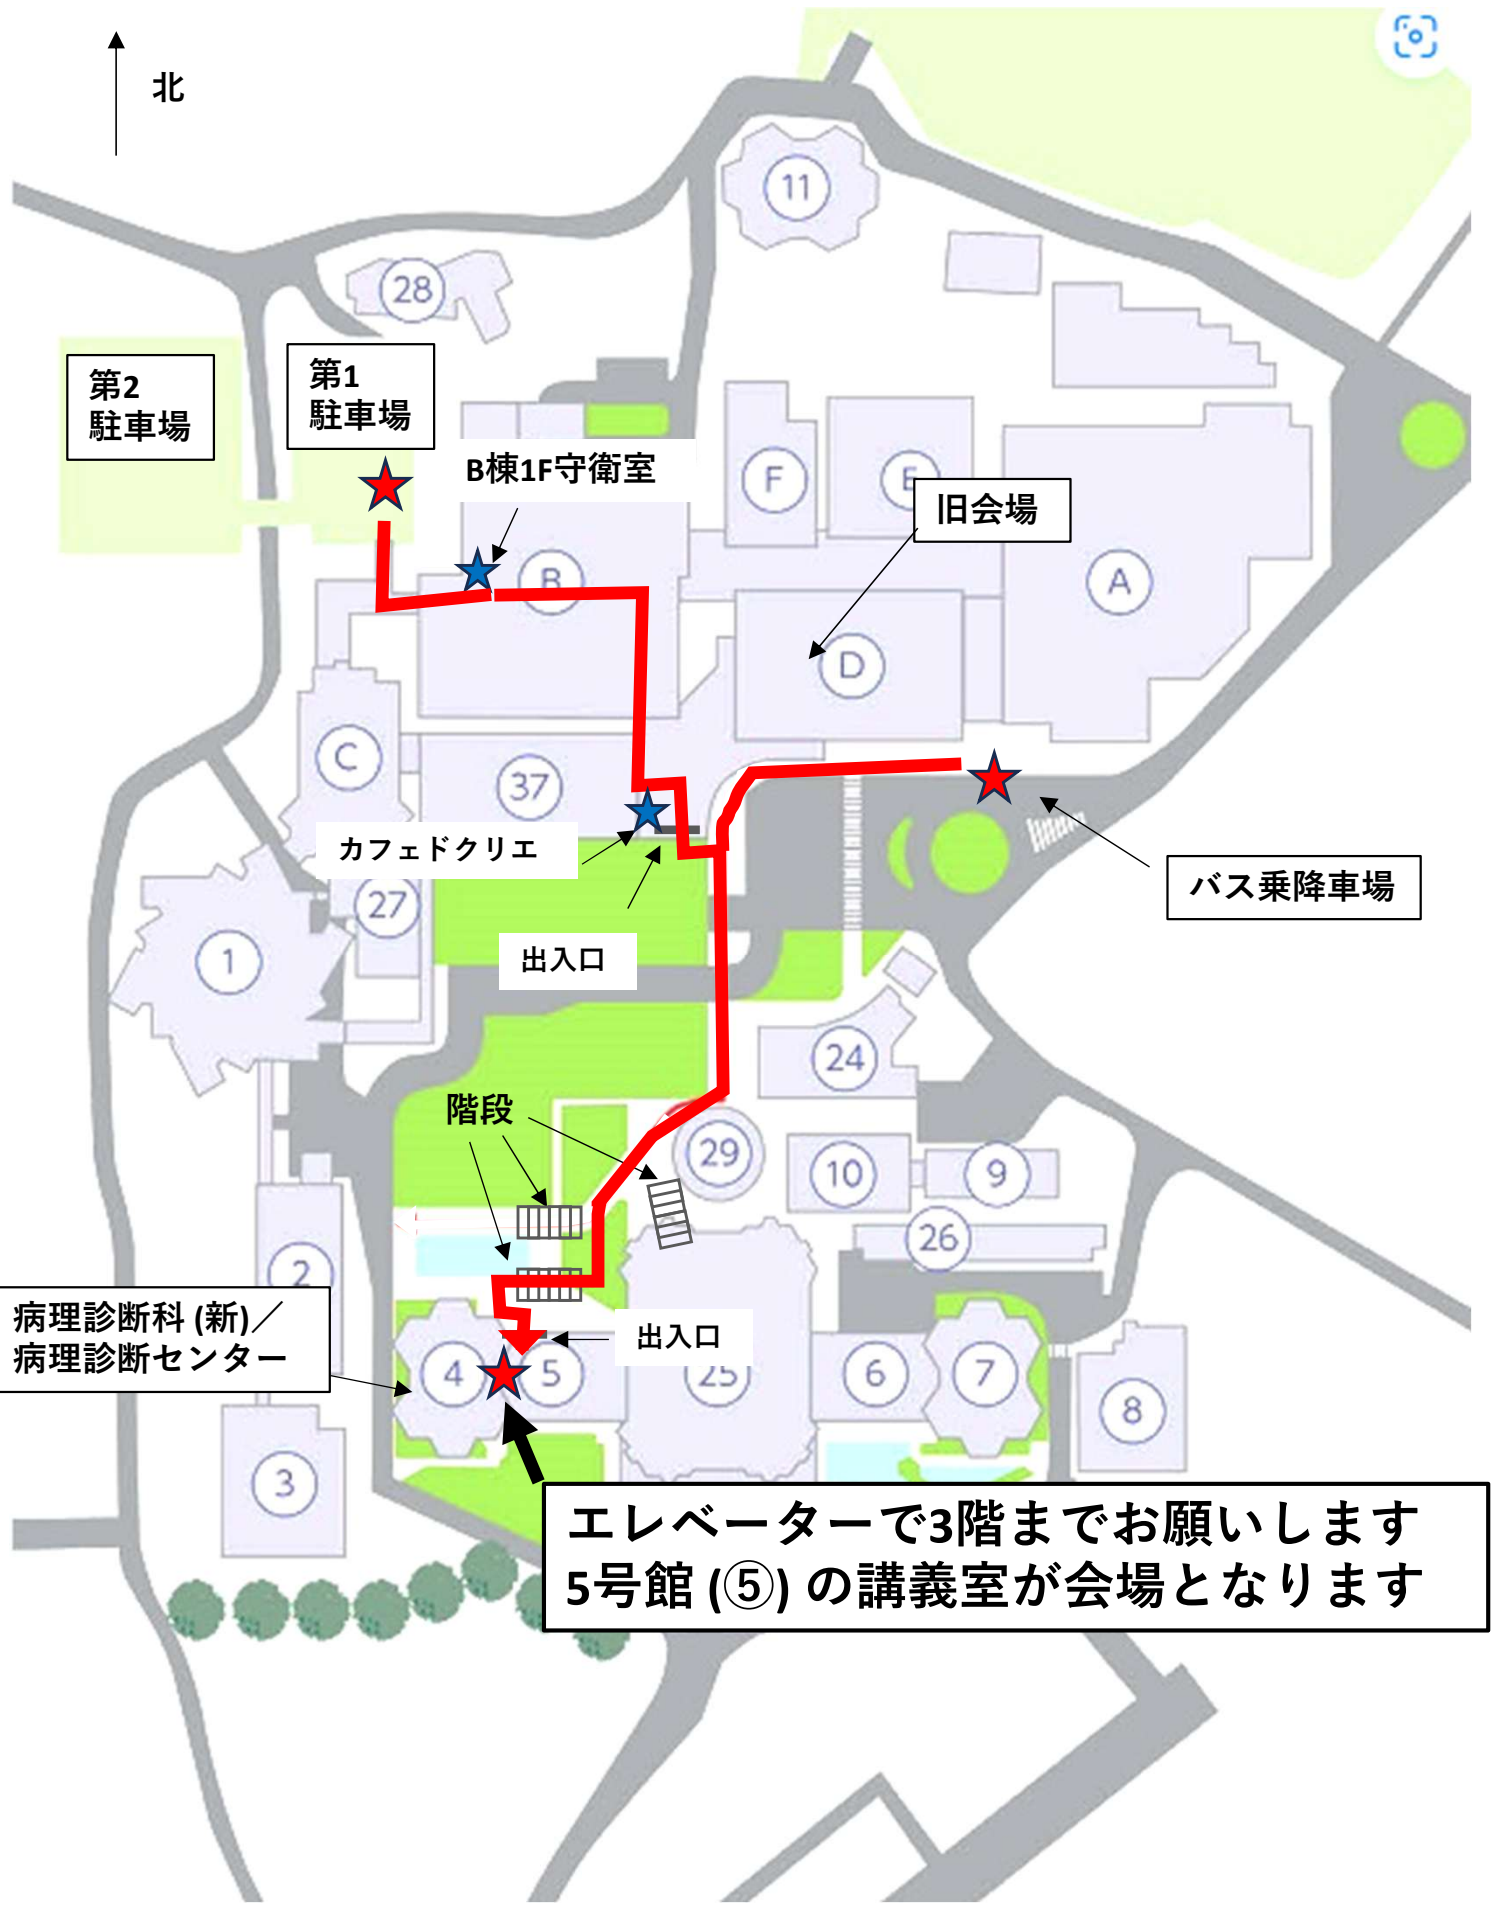 北
11
28
第2
駐車場
第1
駐車場
B棟1F守衛室
F
E
旧会場
B
A
D
C
37
カフェドクリエ
バス乗降車場
27
出入口
1
24
階段
29
10
9
26
2
病理診断科 (新)／
病理診断センター
出入口
4
5
25
6
7
8
3
エレベーターで3階までお願いします
5号館 (⑤) の講義室が会場となります